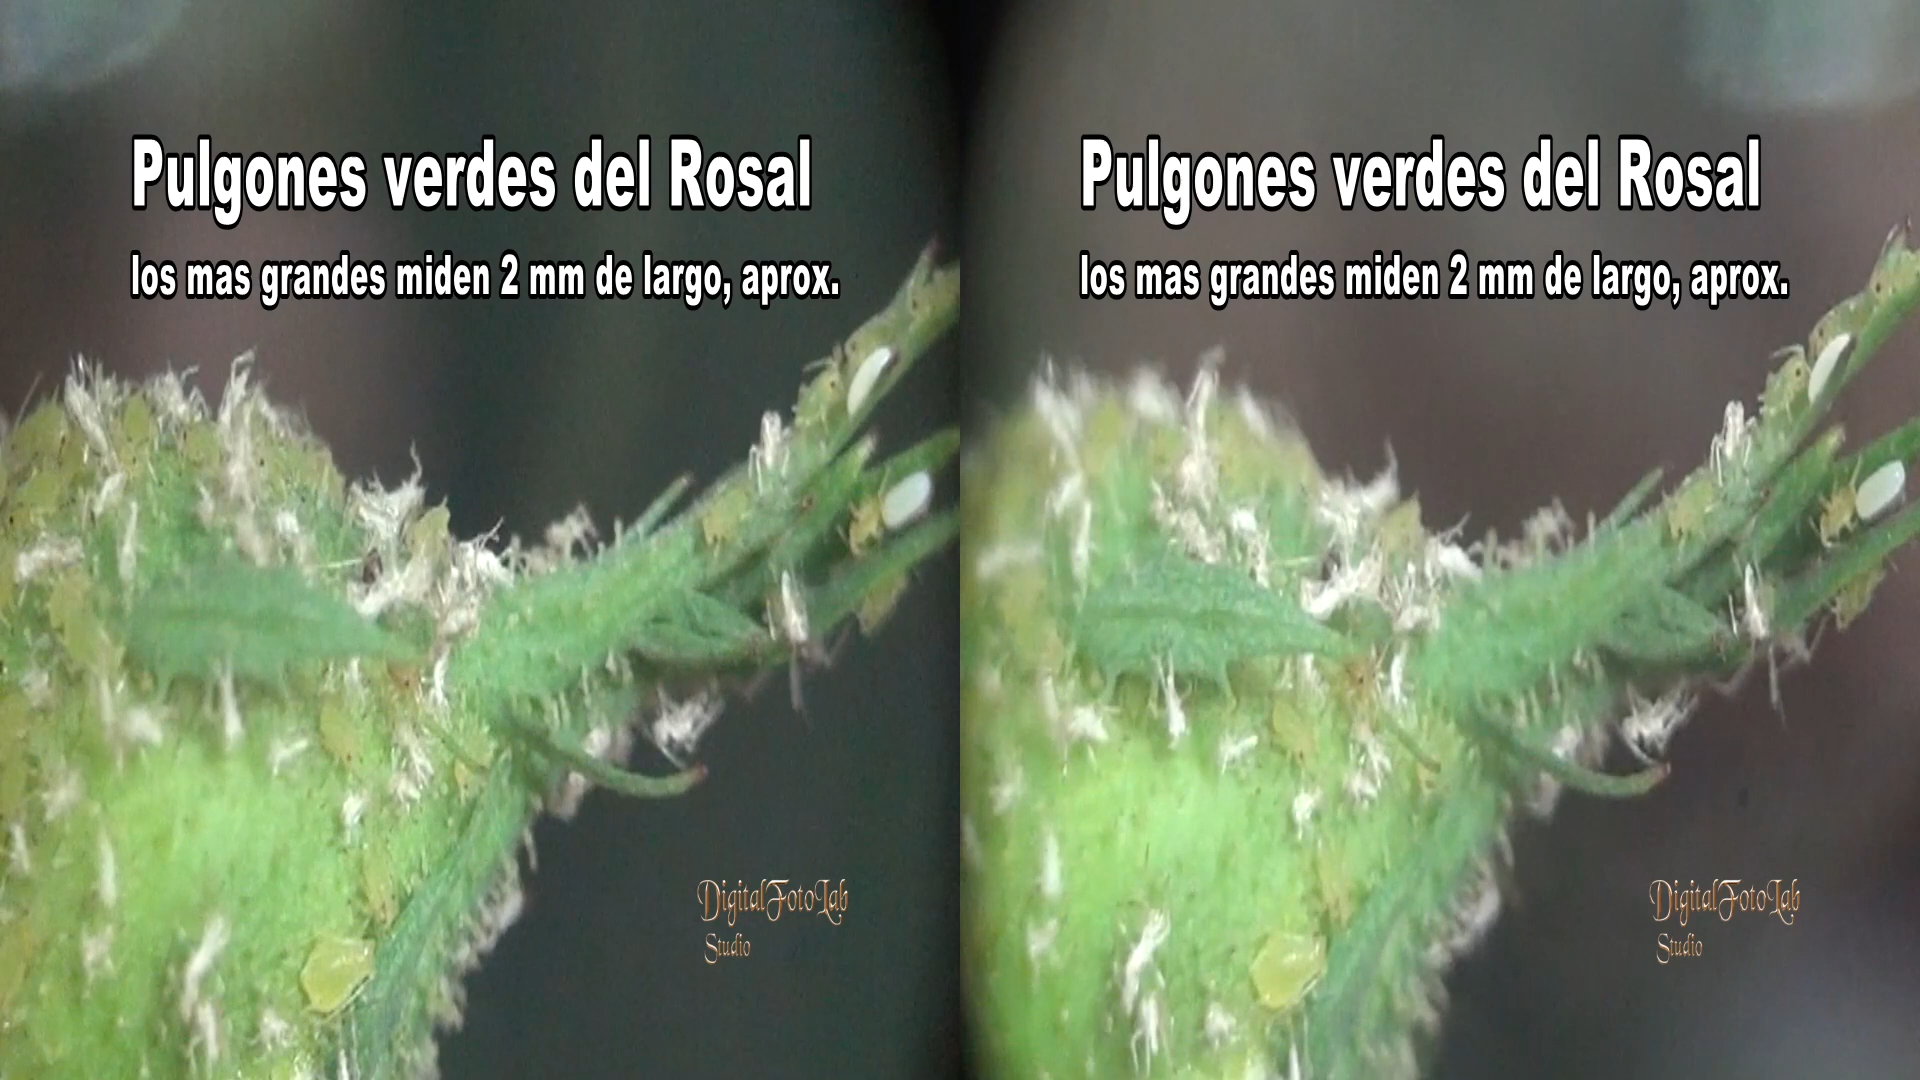 Pulgones verdes del Rosal
los mas grandes miden 2 mm de largo, aprox.
DigitalFotoLab
Studio
Pulgones verdes del Rosal
los mas grandes miden 2 mm de largo, aprox.
DigitalFotoLab
Studio